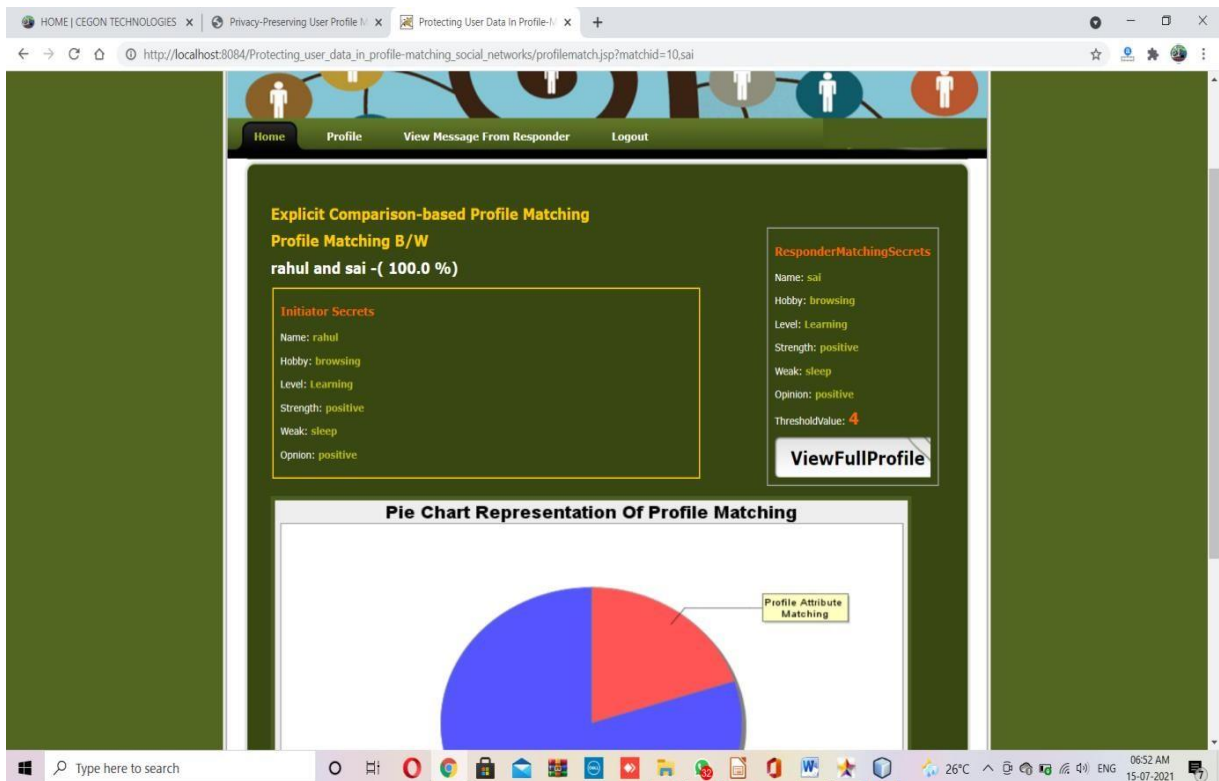 HOME | CEGON TECHNOLOGIES
Privacy-Preserving User Profile M
Protecting User Data In Profile-M
http://localhost:8084/Protecting_user_data_in_profile-matching_social_networks/profilematch.jsp?matchid=10,sai
Home Profile View Message From Responder Logout
Explicit Comparison-based Profile Matching
Profile Matching B/W
rahul and sai -( 100.0 %)
Initiator Secrets
Name: rahul
Hobby: browsing
Level: Learning
Strength: positive
Weak: sleep
Opnion: positive
ResponderMatchingSecrets
Name: sai
Hobby: browsing
Level: Learning
Strength: positive
Weak: sleep
Opinion: positive
ThresholdValue: 4
ViewFullProfile
Pie Chart Representation Of Profile Matching
Profile Attribute
Matching
Type here to search
26°C
ENG
06:52 AM
15-07-2021